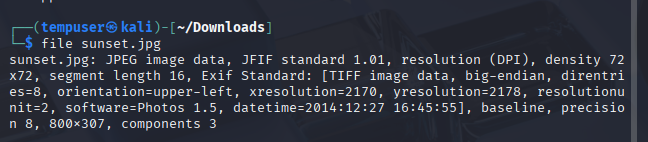 ┌──(tempuser㉿kali)-[~/Downloads]
└─$ file sunset.jpg
sunset.jpg: JPEG image data, JFIF standard 1.01, resolution (DPI), density 72
x72, segment length 16, Exif Standard: [TIFF image data, big-endian, direntri
es=8, orientation=upper-left, xresolution=2170, yresolution=2178, resolutionu
nit=2, software=Photos 1.5, datetime=2014:12:27 16:45:55], baseline, precisio
n 8, 800×307, components 3